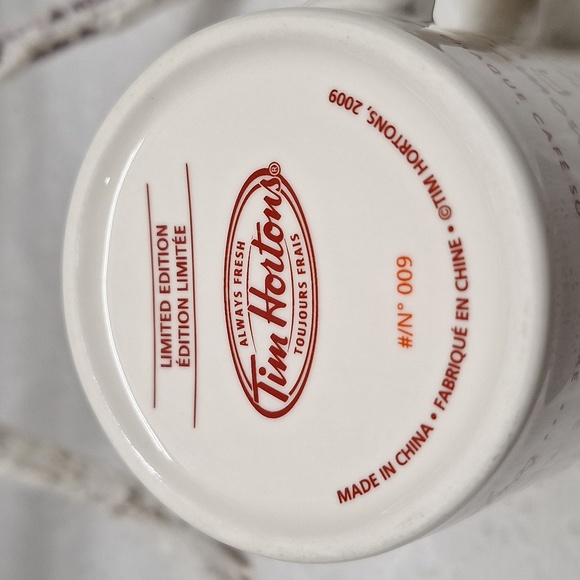 LIMITED EDITION
ÉDITION LIMITÉE
ALWAYS FRESH
Tim Hortons®
TOUJOURS FRAIS
#/N° 009
MADE IN CHINA • FABRIQUÉ EN CHINE • ©TIM HORTONS, 2009